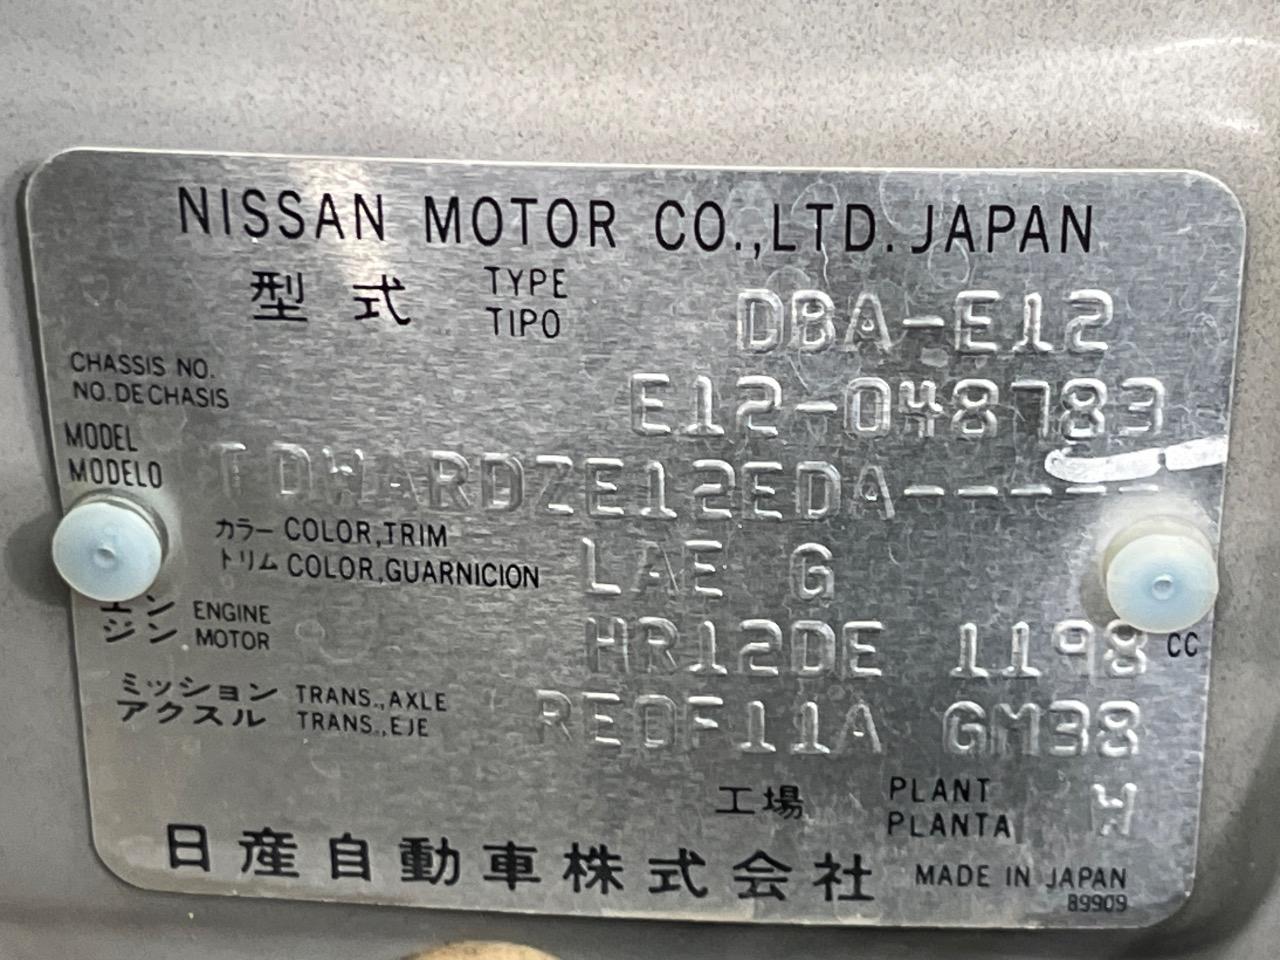 NISSAN MOTOR CO.,LTD. JAPAN
型式 TYPE DBA-E12
TIPO
CHASSIS NO. E12-048783
NO. DE CHASIS
MODEL
MODELO TDWARDZE12EDA-----
カラー COLOR,TRIM LAE G
トリム COLOR,GUARNICION
エン ENGINE HR12DE 1198 CC
ジン MOTOR
ミッション TRANS.,AXLE RE0F11A GM38
アクスル TRANS.,EJE
工場 PLANT W
PLANTA
日産自動車株式会社 MADE IN JAPAN
89909